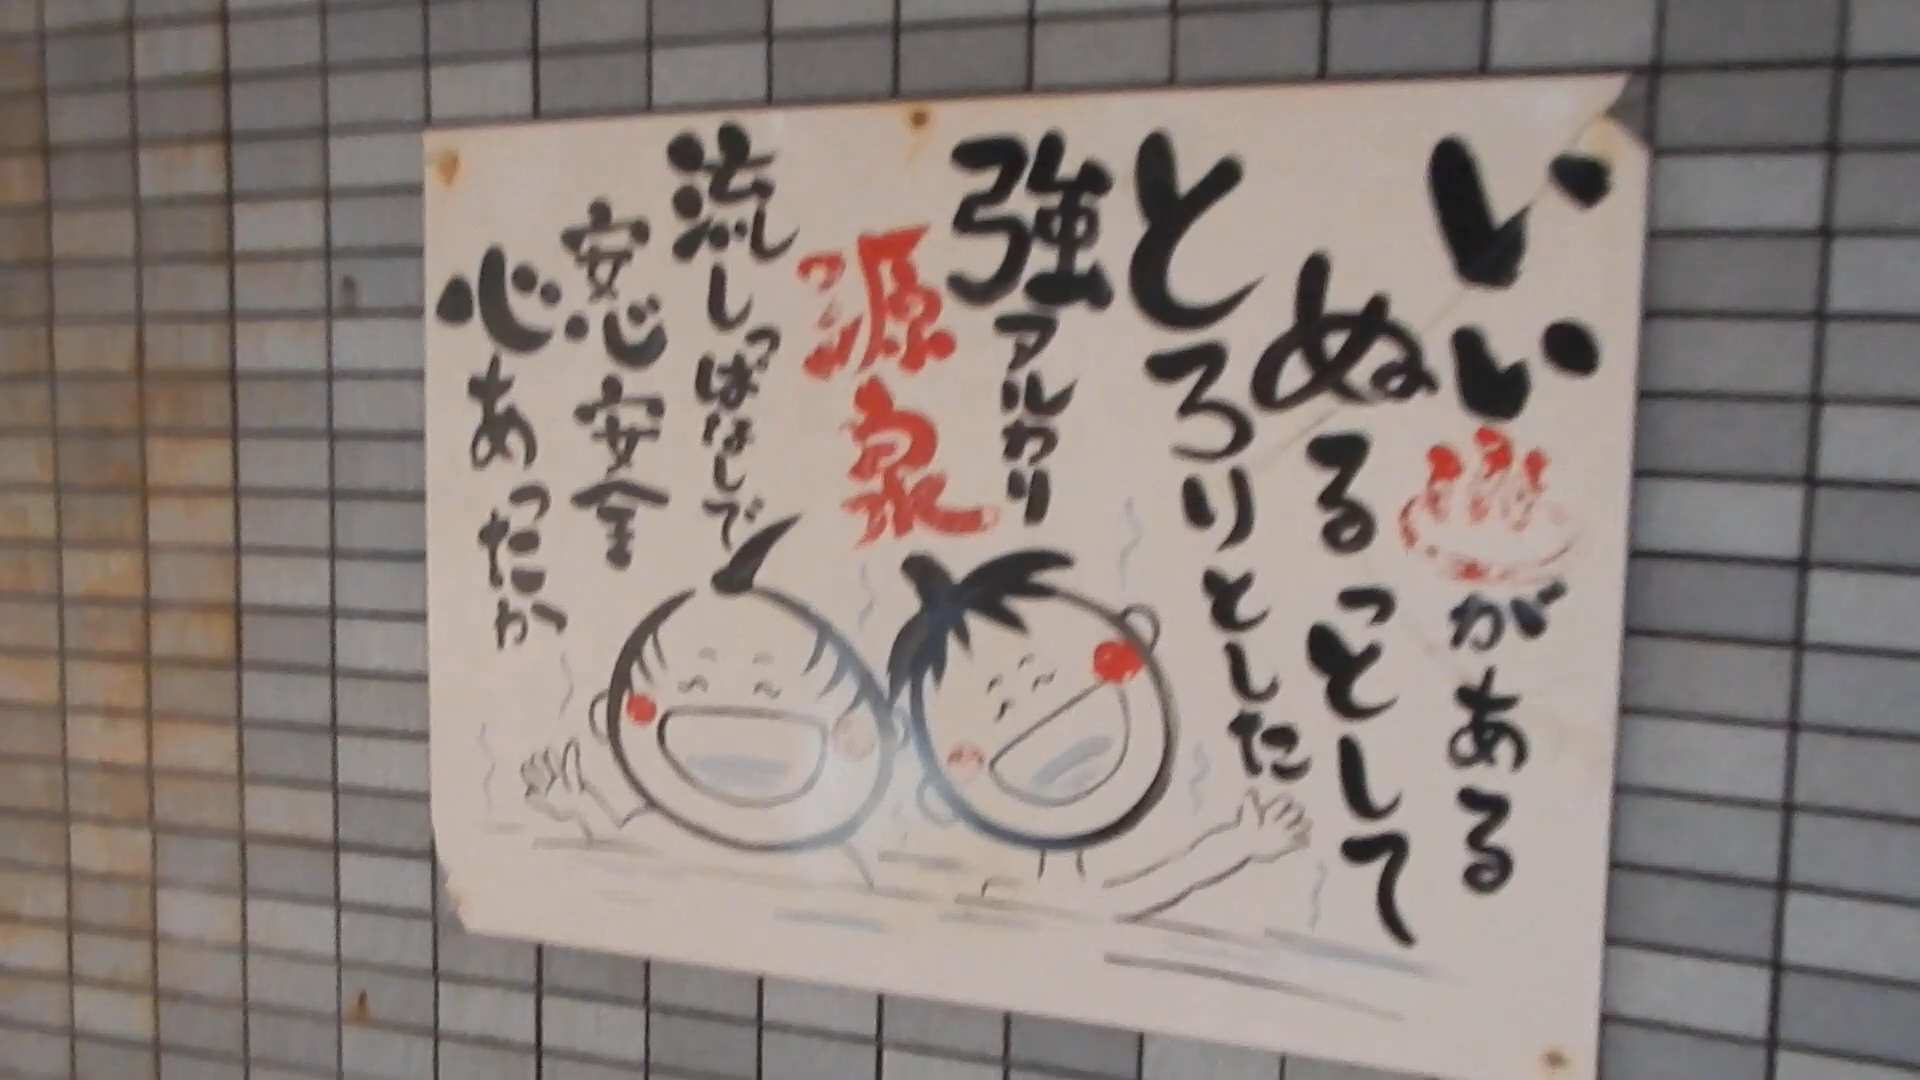 いい♨がある
ぬるっとして
とろりとした
強アルカリ
源泉
流しっぱなしで
安心安全
心あったか